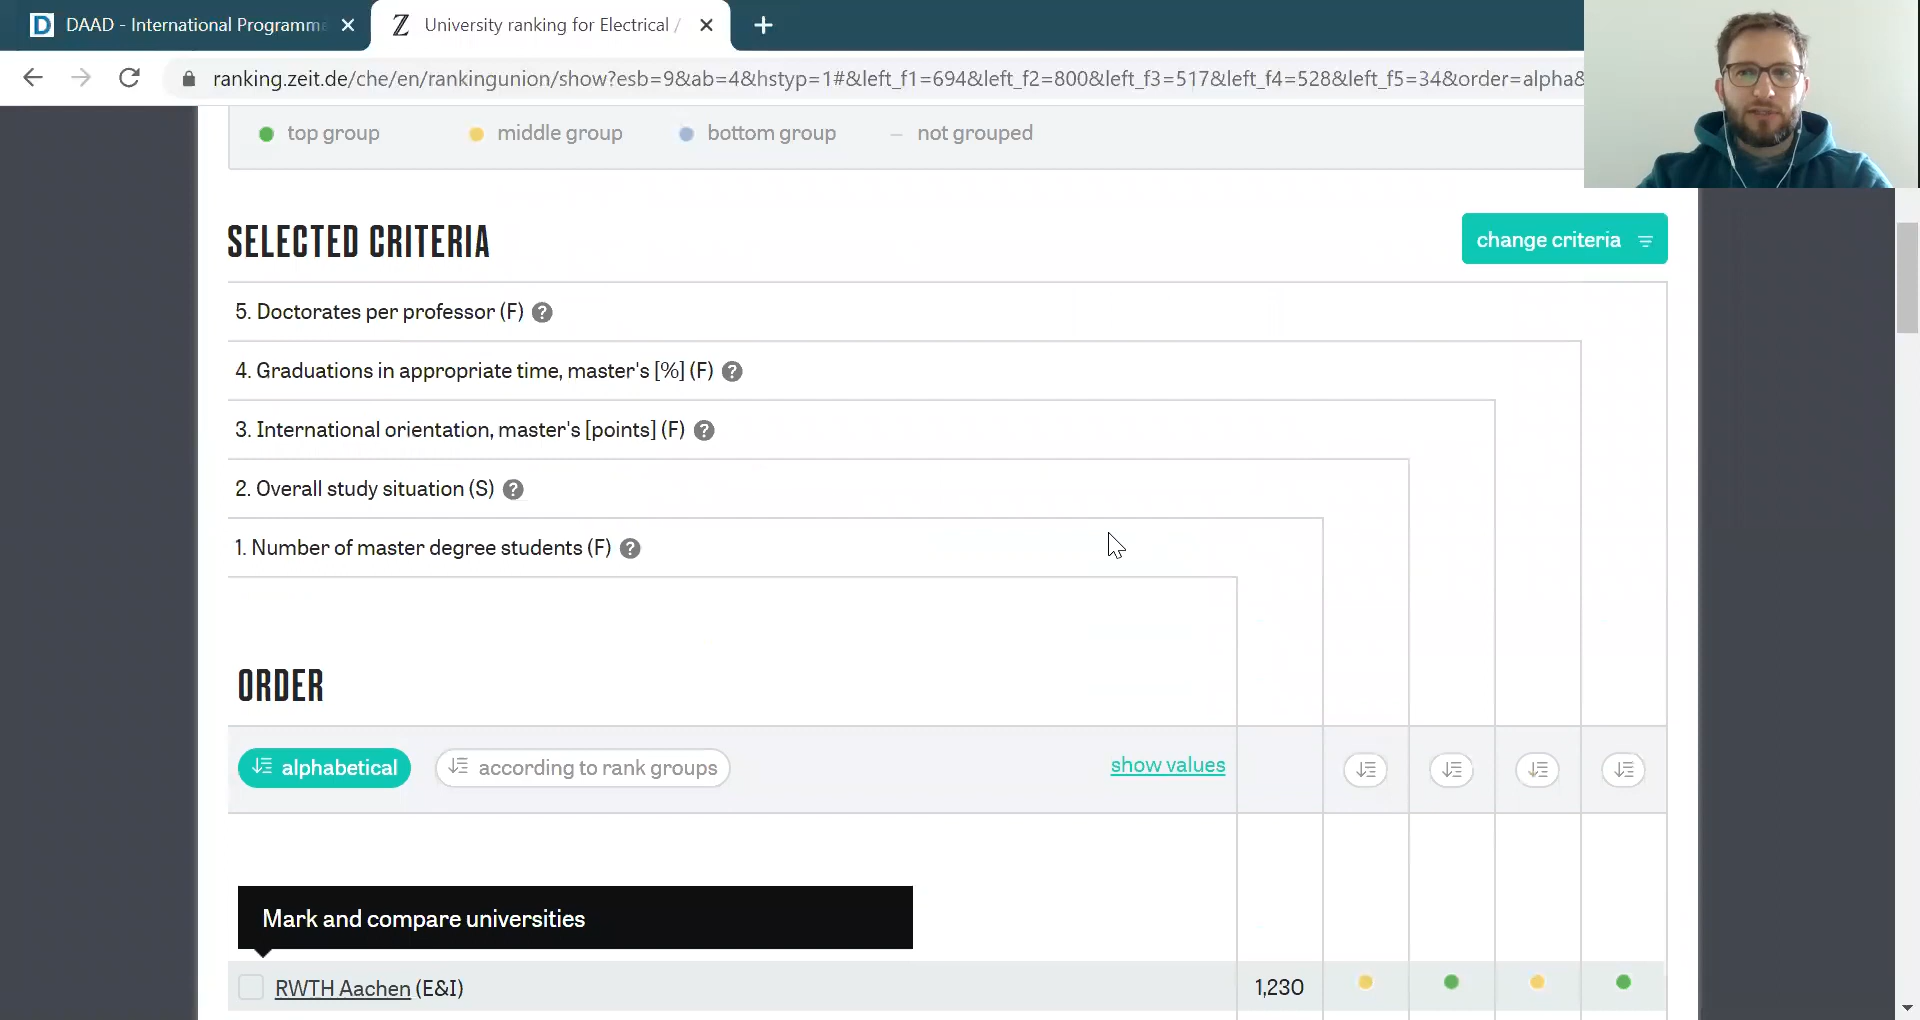 D DAAD - International Programm
Z University ranking for Electrical /
ranking.zeit.de/che/en/rankingunion/show?esb=9&ab=4&hstyp=1#&left_f1=694&left_f2=800&left_f3=517&left_f4=528&left_f5=34&order=alpha&
top group middle group bottom group – not grouped
SELECTED CRITERIA
change criteria
5. Doctorates per professor (F) ?
4. Graduations in appropriate time, master's [%] (F) ?
3. International orientation, master's [points] (F) ?
2. Overall study situation (S) ?
1. Number of master degree students (F) ?
ORDER
alphabetical according to rank groups show values
Mark and compare universities
RWTH Aachen (E&I) 1,230